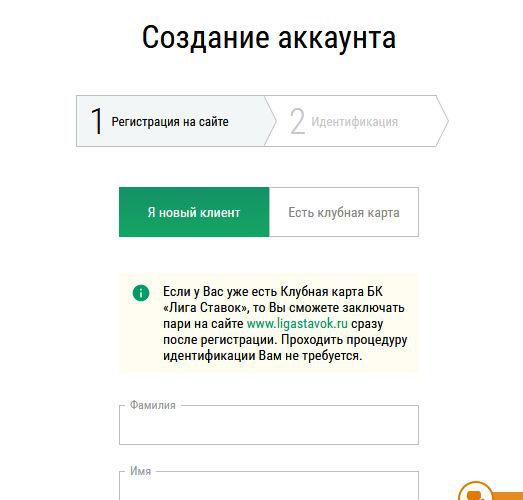 Создание аккаунта
1 Регистрация на сайте 2 Идентификация
Я новый клиент Есть клубная карта
Если у Вас уже есть Клубная карта БК
«Лига Ставок», то Вы сможете заключать
пари на сайте www.ligastavok.ru сразу
после регистрации. Проходить процедуру
идентификации Вам не требуется.
Фамилия
Имя